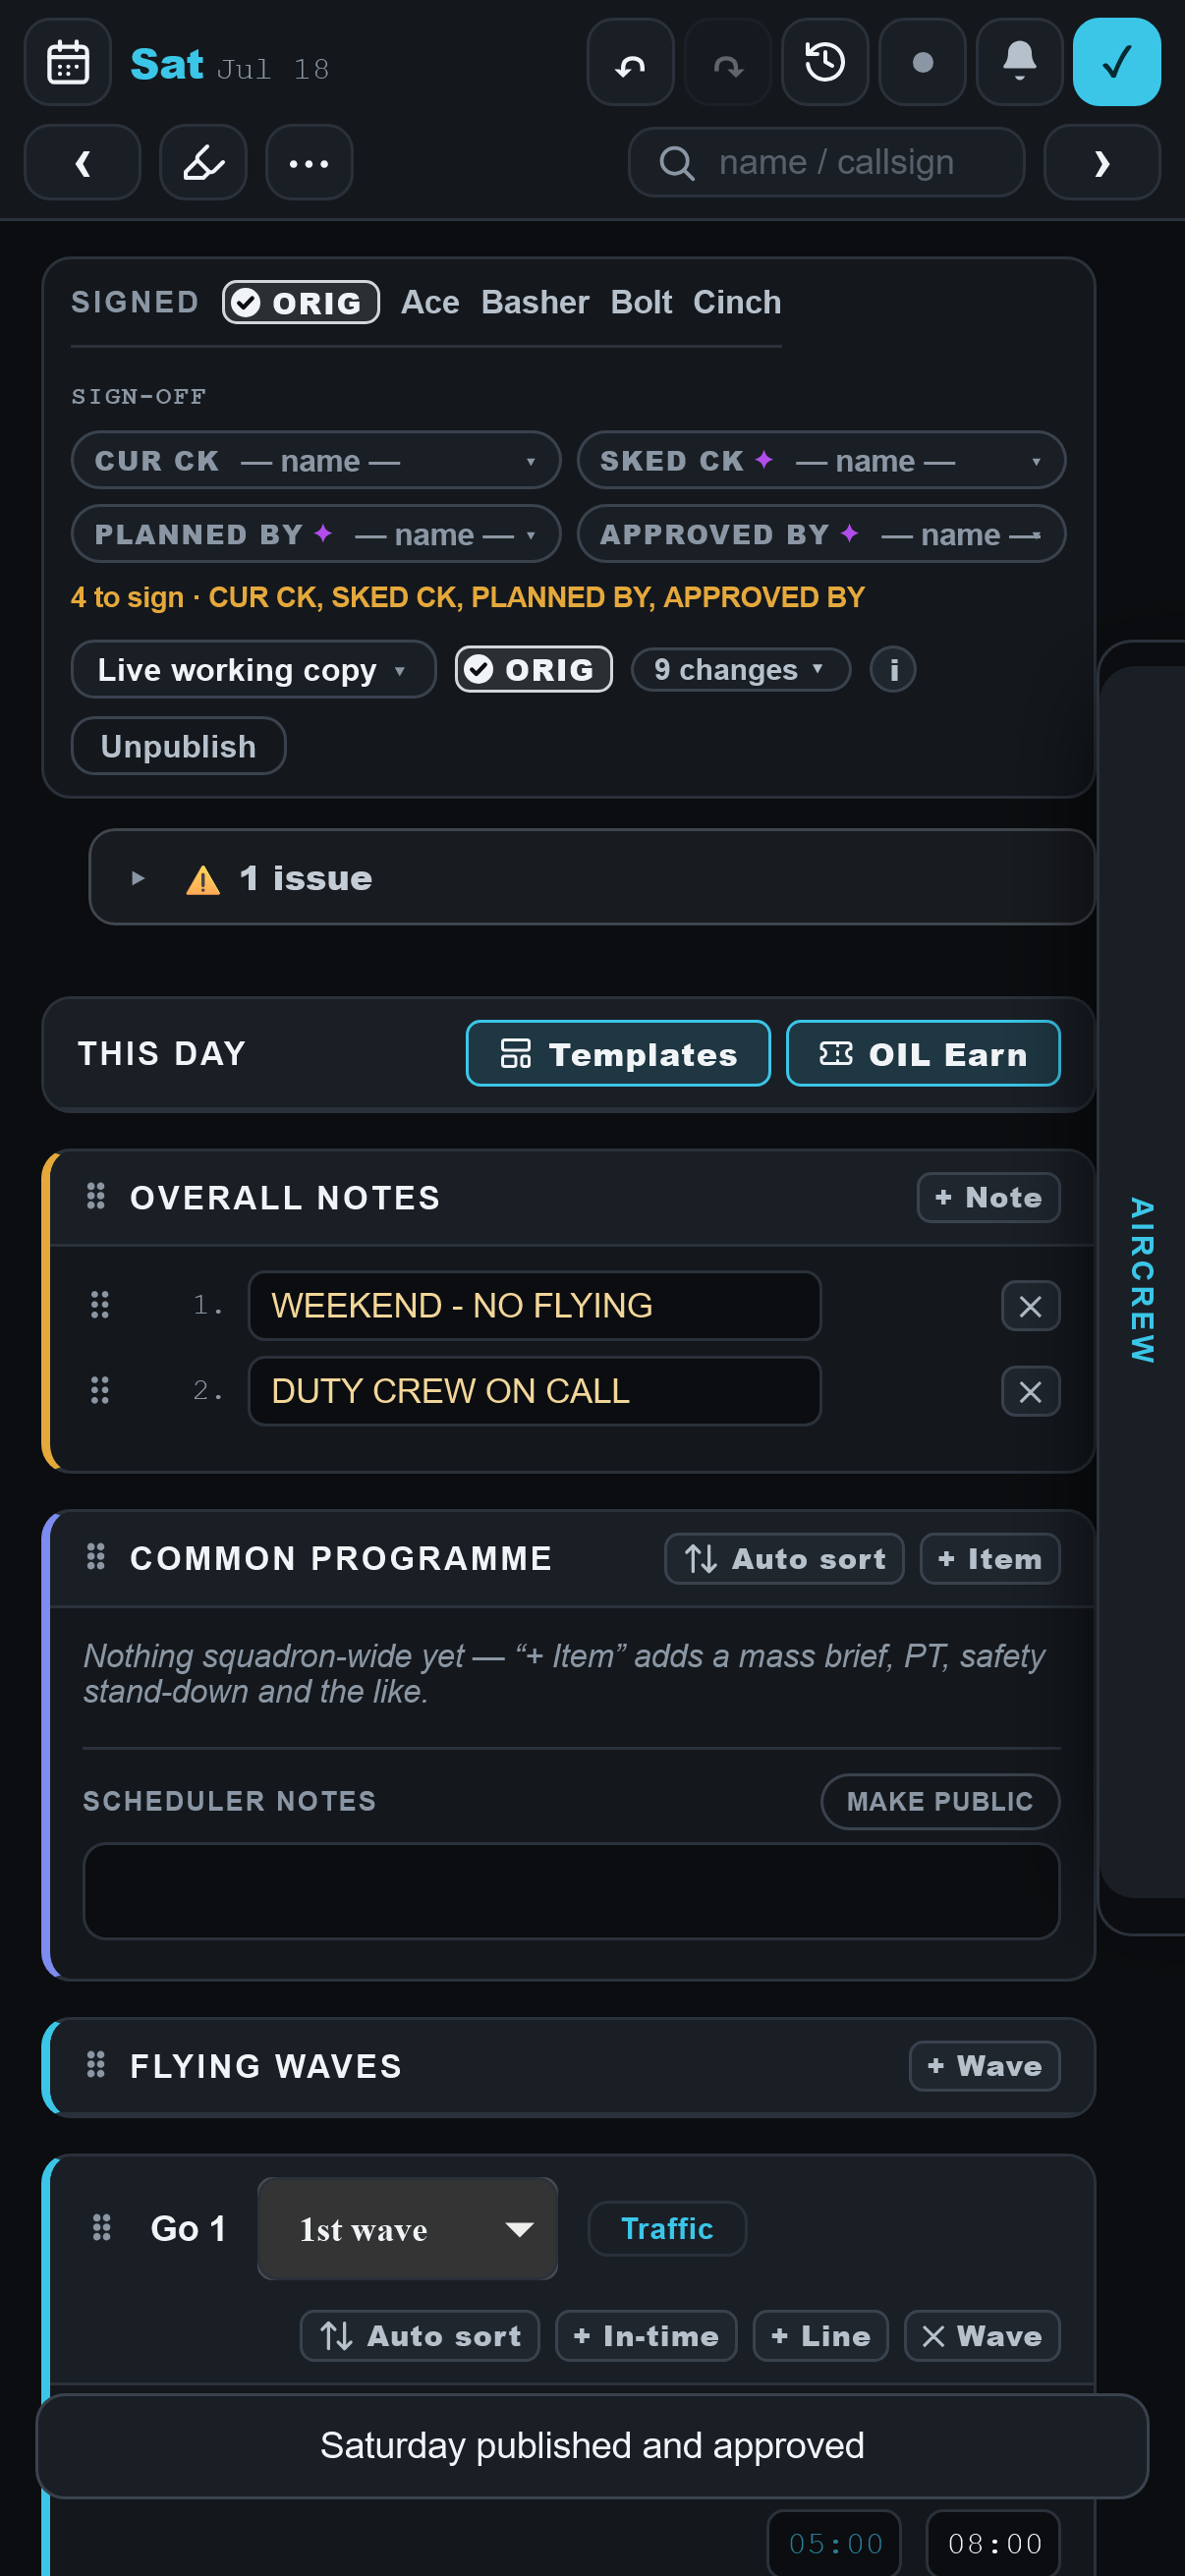 Sat Jul 18
name / callsign
SIGNED ORIG Ace Basher Bolt Cinch
SIGN-OFF
CUR CK — name —
SKED CK — name —
PLANNED BY — name —
APPROVED BY — name —
4 to sign · CUR CK, SKED CK, PLANNED BY, APPROVED BY
Live working copy ORIG 9 changes i
Unpublish
1 issue
THIS DAY Templates OIL Earn
AIRCREW
OVERALL NOTES + Note
1. WEEKEND - NO FLYING
2. DUTY CREW ON CALL
COMMON PROGRAMME Auto sort + Item
Nothing squadron-wide yet — “+ Item” adds a mass brief, PT, safety
stand-down and the like.
SCHEDULER NOTES MAKE PUBLIC
FLYING WAVES + Wave
Go 1 1st wave Traffic
Auto sort + In-time + Line × Wave
Saturday published and approved
05:00 08:00